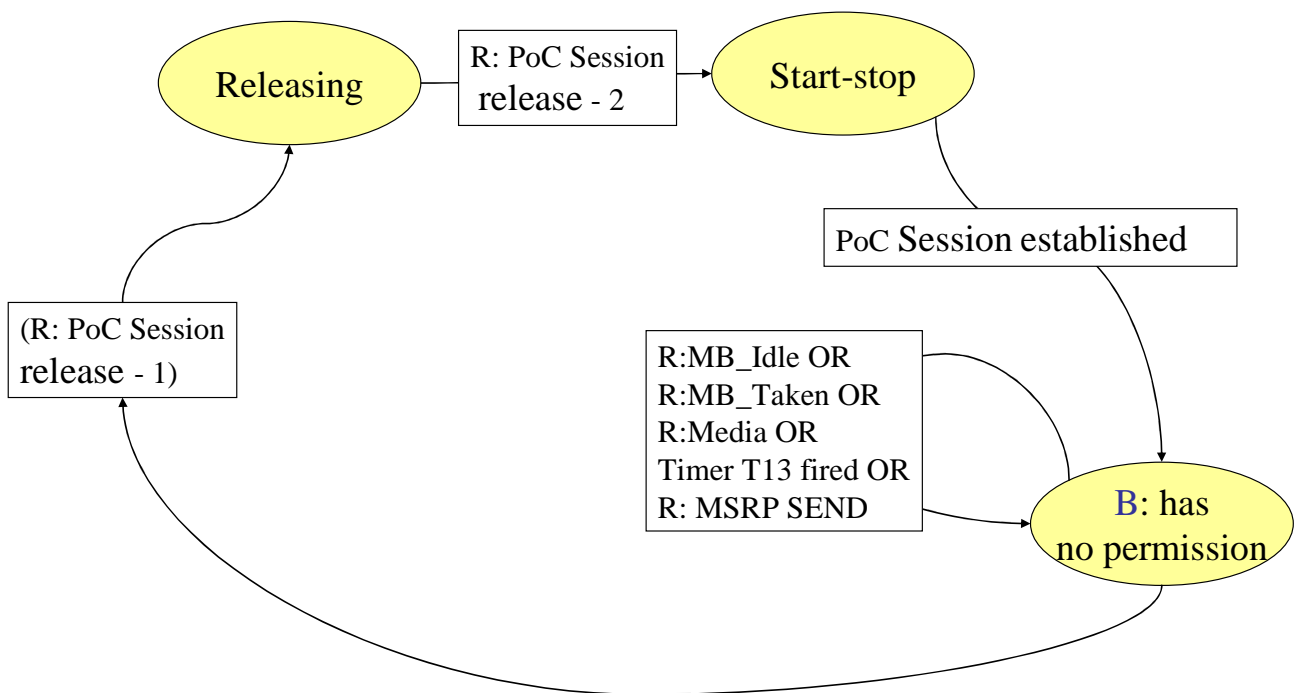 Releasing
R: PoC Session
release - 2
Start-stop
PoC Session established
(R: PoC Session
release - 1)
R:MB_Idle OR
R:MB_Taken OR
R:Media OR
Timer T13 fired OR
R: MSRP SEND
B: has
no permission